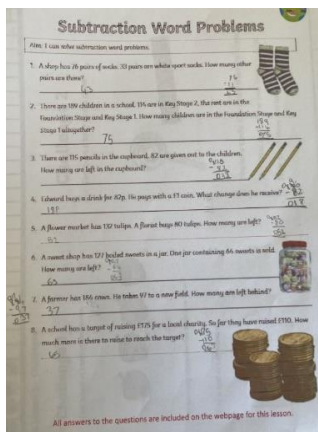 Subtraction Word Problems
Aim: I can solve subtraction word problems.
1. A shop has 76 pairs of socks. 33 pairs are white sport socks. How many other
pairs are there?
2. There are 189 children in a school. 114 are in Key Stage 2, the rest are in the
Foundation Stage and Key Stage 1. How many children are in the Foundation Stage and Key
Stage 1 altogether?
75
3. There are 115 pencils in the cupboard. 82 are given out to the children.
How many are left in the cupboard?
4. Edward buys a drink for 82p. He pays with a £1 coin. What change does he receive?
5. A flower market has 132 tulips. A florist buys 80 tulips. How many are left?
6. A sweet shop has 127 boiled sweets in a jar. One jar containing 64 sweets is sold.
How many are left?
63
7. A farmer has 186 cows. He takes 97 to a new field. How many are left behind?
37
8. A school has a target of raising £175 for a local charity. So far they have raised £110. How
much more is there to raise to reach the target?
65
All answers to the questions are included on the webpage for this lesson.